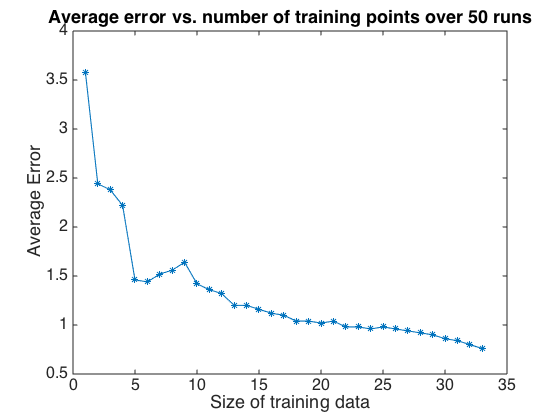 Average error vs. number of training points over 50 runs
4
3.5
3
2.5
2
1.5
1
0.5
Average Error
0 5 10 15 20 25 30 35
Size of training data